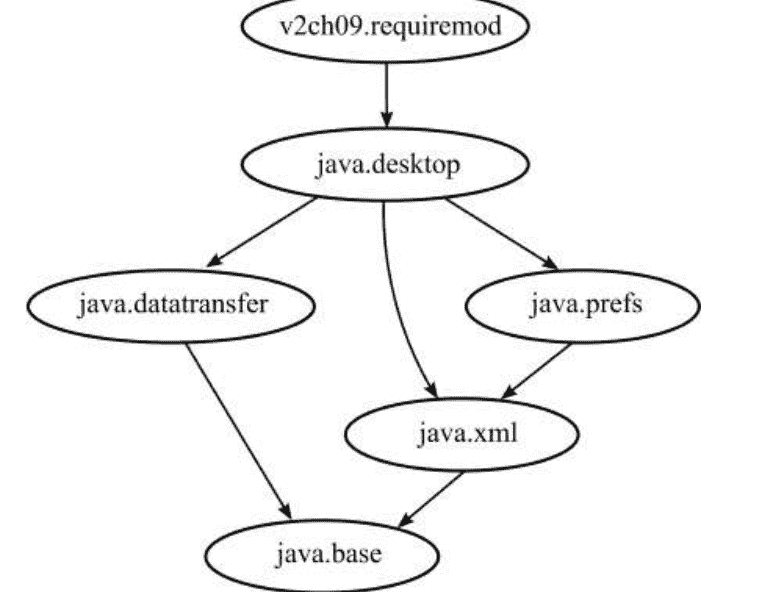 v2ch09.requiremod
java.desktop
java.datatransfer
java.prefs
java.xml
java.base